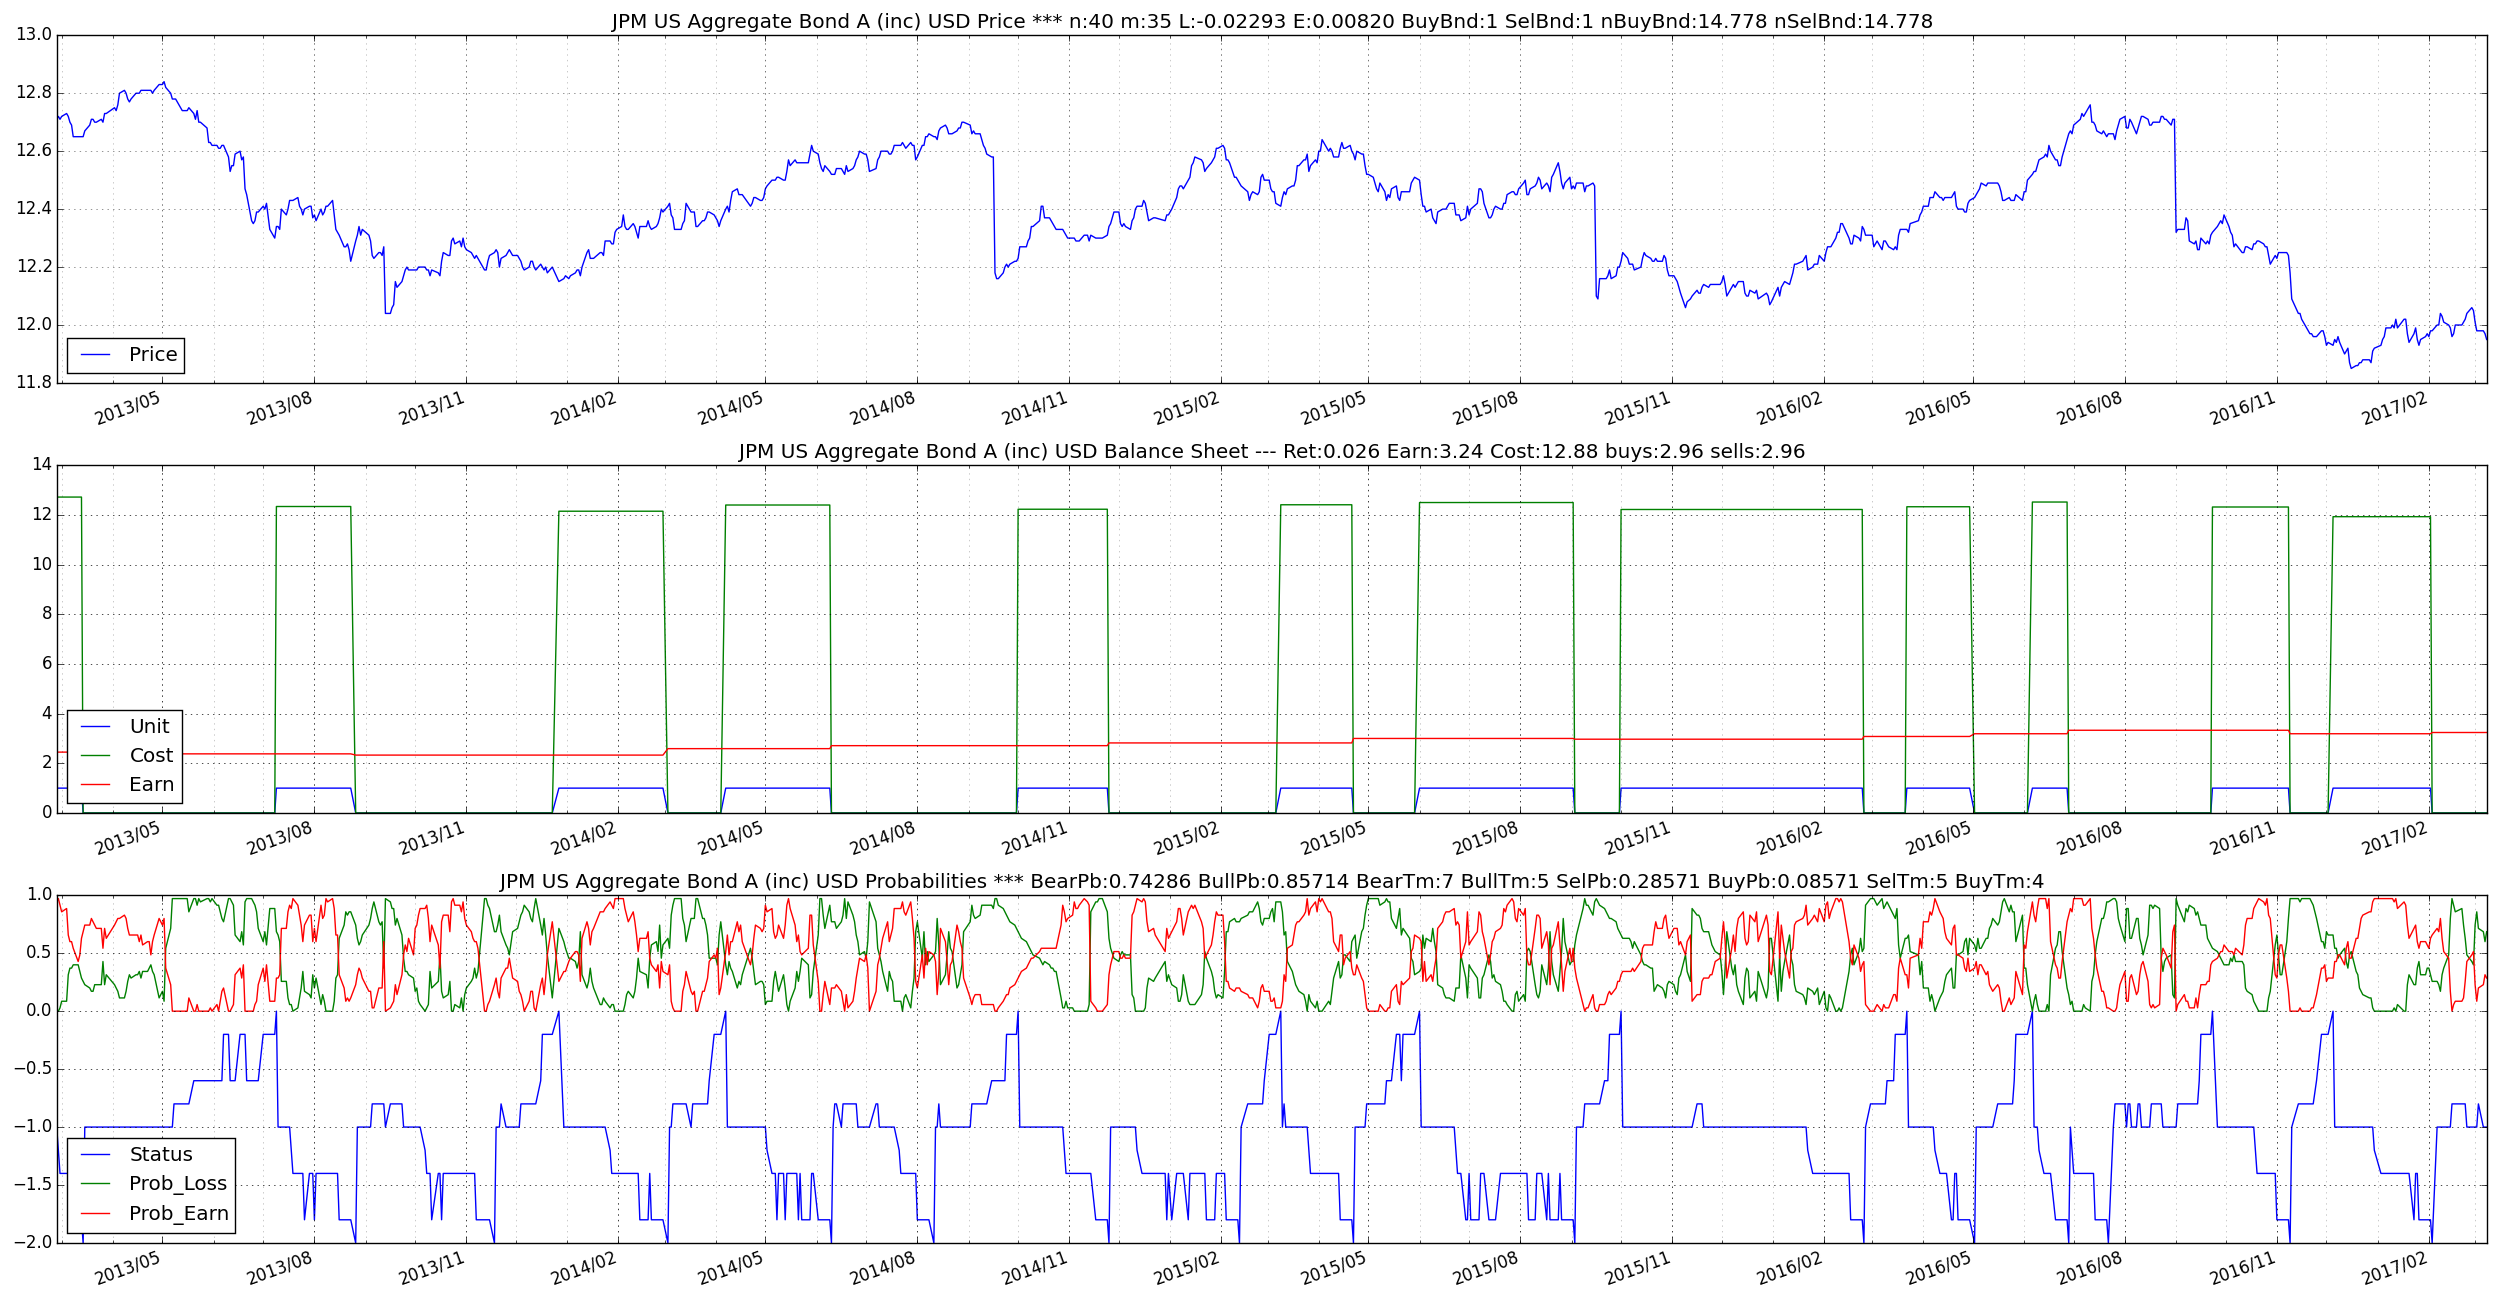 JPM US Aggregate Bond A (inc) USD Price *** n:40 m:35 L:-0.02293 E:0.00820 BuyBnd:1 SelBnd:1 nBuyBnd:14.778 nSelBnd:14.778
13.0
12.8
12.6
12.4
12.2
12.0
11.8
Price
2013/05 2013/08 2013/11 2014/02 2014/05 2014/08 2014/11 2015/02 2015/05 2015/08 2015/11 2016/02 2016/05 2016/08 2016/11 2017/02
JPM US Aggregate Bond A (inc) USD Balance Sheet --- Ret:0.026 Earn:3.24 Cost:12.88 buys:2.96 sells:2.96
14
12
10
8
6
4
2
0
Unit
Cost
Earn
2013/05 2013/08 2013/11 2014/02 2014/05 2014/08 2014/11 2015/02 2015/05 2015/08 2015/11 2016/02 2016/05 2016/08 2016/11 2017/02
JPM US Aggregate Bond A (inc) USD Probabilities *** BearPb:0.74286 BullPb:0.85714 BearTm:7 BullTm:5 SelPb:0.28571 BuyPb:0.08571 SelTm:5 BuyTm:4
1.0
0.5
0.0
−0.5
−1.0
−1.5
−2.0
Status
Prob_Loss
Prob_Earn
2013/05 2013/08 2013/11 2014/02 2014/05 2014/08 2014/11 2015/02 2015/05 2015/08 2015/11 2016/02 2016/05 2016/08 2016/11 2017/02